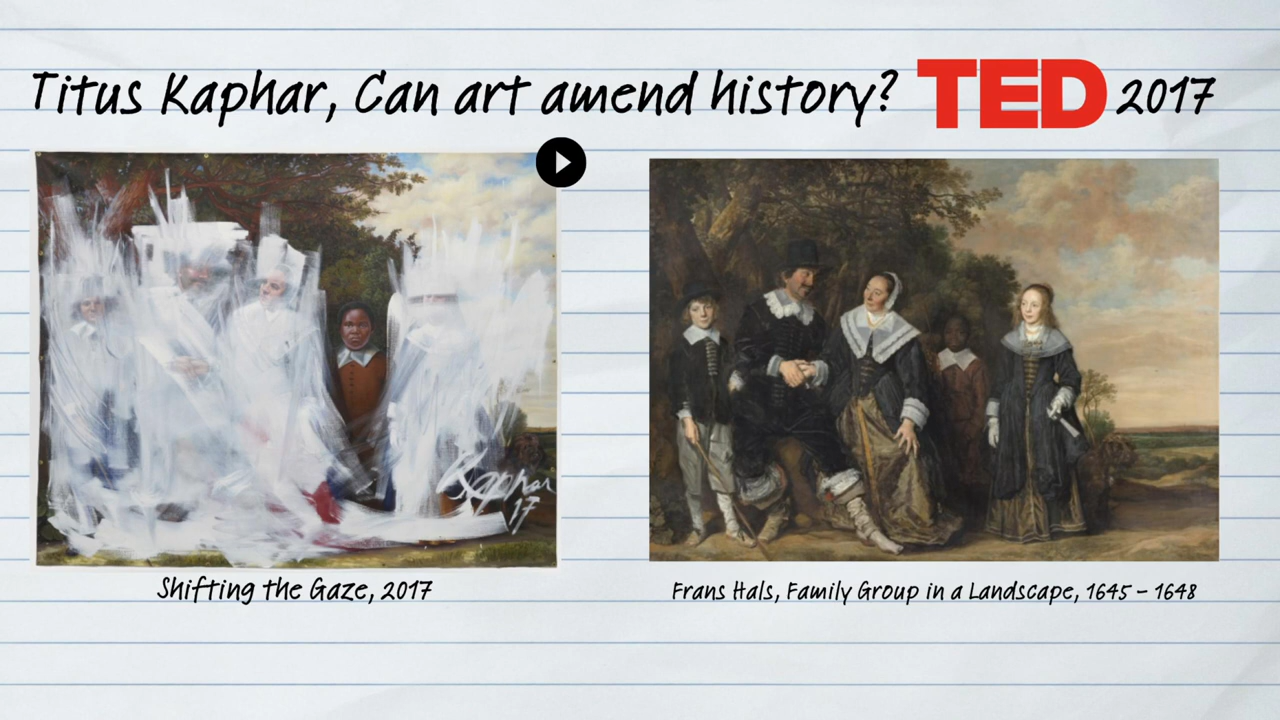 Titus Kaphar, Can art amend history? TED 2017
Kaphar
17
Shifting the Gaze, 2017
Frans Hals, Family Group in a Landscape, 1645 – 1648